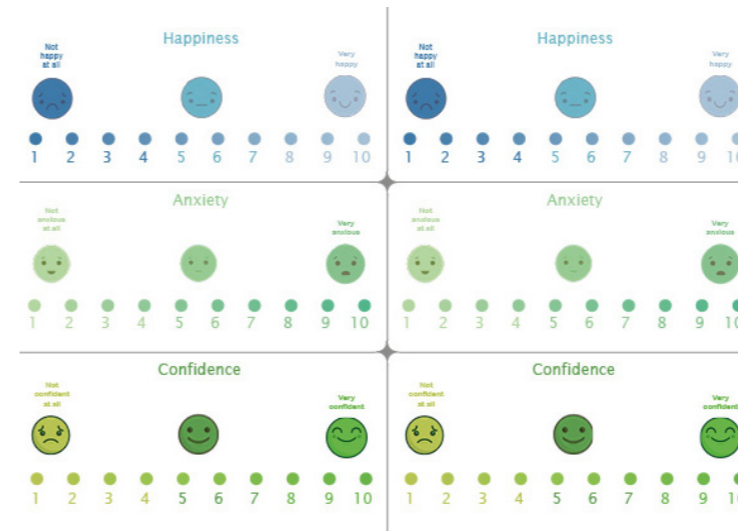 Happiness
Not
happy
at all
Very
happy
1 2 3 4 5 6 7 8 9 10
Happiness
Not
happy
at all
Very
happy
1 2 3 4 5 6 7 8 9 1
Anxiety
Not
anxious
at all
Very
anxious
1 2 3 4 5 6 7 8 9 10
Anxiety
Not
anxious
at all
Very
anxious
1 2 3 4 5 6 7 8 9 10
Confidence
Not
confident
at all
Very
confident
1 2 3 4 5 6 7 8 9 10
Confidence
Not
confident
at all
Very
confident
1 2 3 4 5 6 7 8 9 1